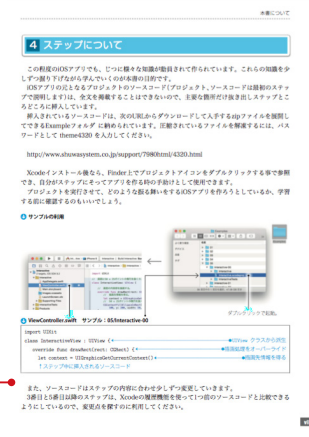 本書について
4 ステップについて
この程度のiOSアプリでも、じつに様々な知識が動員されて作られています。これらの知識を少
しずつ掘り下げながら学んでいくのが本書の目的です。
iOSアプリの元となるプロジェクトのソースコード(プロジェクト、ソースコードは最初のステッ
プで説明します)は、全文を掲載することはできないので、主要な箇所だけ抜き出しステップとこ
ろどころに挿入しています。
挿入されているソースコードは、次のURLからダウンロードして入手するzipファイルを展開し
てできるExampleフォルダ に納められています。圧縮されているファイルを解凍するには、パス
ワードとして theme4320 を入力してください。
http://www.shuwasystem.co.jp/support/7980html/4320.html
Xcodeインストール後なら、Finder上でプロジェクトアイコンをダブルクリックする事で参照
でき、自分がステップにそってアプリを作る時の手助けとして使用できます。
プロジェクトを実行させて、どのような振る舞いをするiOSアプリを作ろうとしているか、学習
する前に確認するのもいいでしょう。
サンプルの利用
ダブルクリックで起動。
ViewController.swift サンプル:05/Interactive-00
import UIKit
class InteractiveView : UIView {
UIView クラスから派生
override func drawRect(rect: CGRect) {
描画処理をオーバーライド
let context = UIGraphicsGetCurrentContext()
描画先情報を得る
↑ステップ中に挿入されるソースコード
また、ソースコードはステップの内容に合わせ少しずつ変更していきます。
3番目と5番目以降のステップは、Xcodeの履歴機能を使って1つ前のソースコードと比較できる
ようにしているので、変更点を探すのに利用してください。
vii